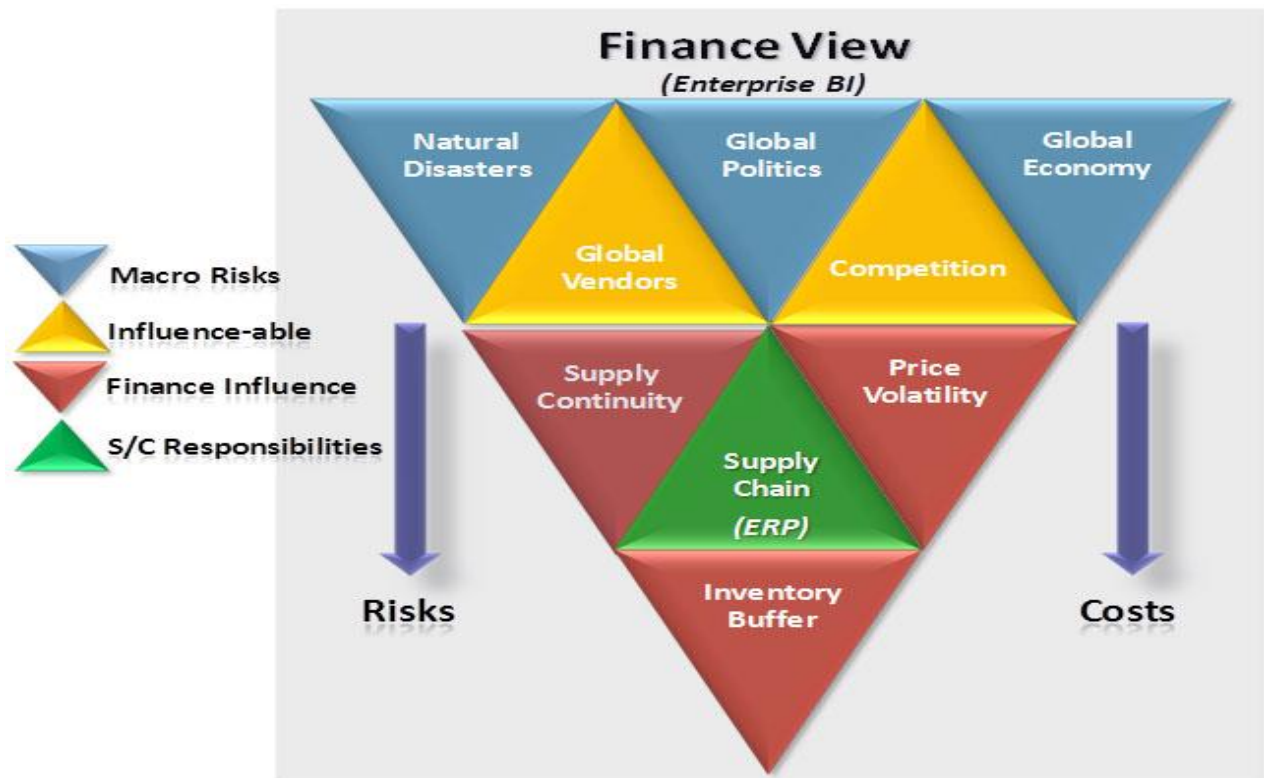 Finance View
(Enterprise BI)
Natural
Disasters
Global
Politics
Global
Economy
Global
Vendors
Competition
Macro Risks
Influence-able
Finance Influence
S/C Responsibilities
Supply
Continuity
Price
Volatility
Supply
Chain
(ERP)
Inventory
Buffer
Risks
Costs